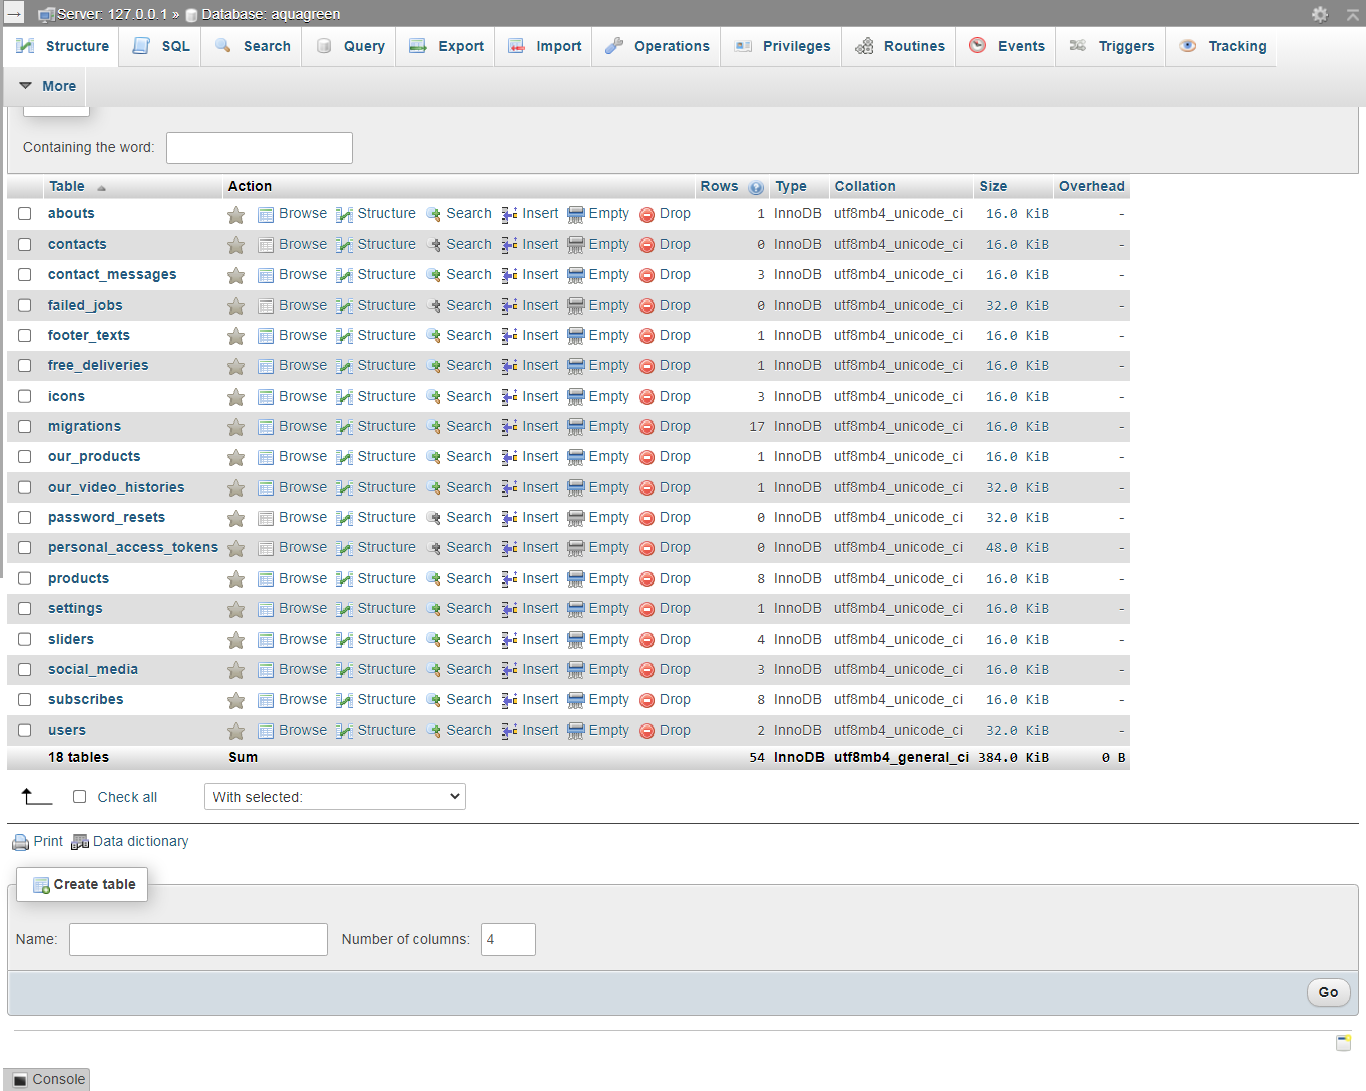 Server: 127.0.0.1 » Database: aquagreen
Structure SQL Search Query Export Import Operations Privileges Routines Events Triggers Tracking
More
Containing the word:
Table Action Rows Type Collation Size Overhead
abouts Browse Structure Search Insert Empty Drop 1 InnoDB utf8mb4_unicode_ci 16.0 KiB -
contacts Browse Structure Search Insert Empty Drop 0 InnoDB utf8mb4_unicode_ci 16.0 KiB -
contact_messages Browse Structure Search Insert Empty Drop 3 InnoDB utf8mb4_unicode_ci 16.0 KiB -
failed_jobs Browse Structure Search Insert Empty Drop 0 InnoDB utf8mb4_unicode_ci 32.0 KiB -
footer_texts Browse Structure Search Insert Empty Drop 1 InnoDB utf8mb4_unicode_ci 16.0 KiB -
free_deliveries Browse Structure Search Insert Empty Drop 1 InnoDB utf8mb4_unicode_ci 16.0 KiB -
icons Browse Structure Search Insert Empty Drop 3 InnoDB utf8mb4_unicode_ci 16.0 KiB -
migrations Browse Structure Search Insert Empty Drop 17 InnoDB utf8mb4_unicode_ci 16.0 KiB -
our_products Browse Structure Search Insert Empty Drop 1 InnoDB utf8mb4_unicode_ci 16.0 KiB -
our_video_histories Browse Structure Search Insert Empty Drop 1 InnoDB utf8mb4_unicode_ci 32.0 KiB -
password_resets Browse Structure Search Insert Empty Drop 0 InnoDB utf8mb4_unicode_ci 32.0 KiB -
personal_access_tokens Browse Structure Search Insert Empty Drop 0 InnoDB utf8mb4_unicode_ci 48.0 KiB -
products Browse Structure Search Insert Empty Drop 8 InnoDB utf8mb4_unicode_ci 16.0 KiB -
settings Browse Structure Search Insert Empty Drop 1 InnoDB utf8mb4_unicode_ci 16.0 KiB -
sliders Browse Structure Search Insert Empty Drop 4 InnoDB utf8mb4_unicode_ci 16.0 KiB -
social_media Browse Structure Search Insert Empty Drop 3 InnoDB utf8mb4_unicode_ci 16.0 KiB -
subscribes Browse Structure Search Insert Empty Drop 8 InnoDB utf8mb4_unicode_ci 16.0 KiB -
users Browse Structure Search Insert Empty Drop 2 InnoDB utf8mb4_unicode_ci 32.0 KiB -
18 tables Sum 54 InnoDB utf8mb4_general_ci 384.0 KiB 0 B
Check all With selected:
Print Data dictionary
Create table
Name: Number of columns: 4
Go
Console